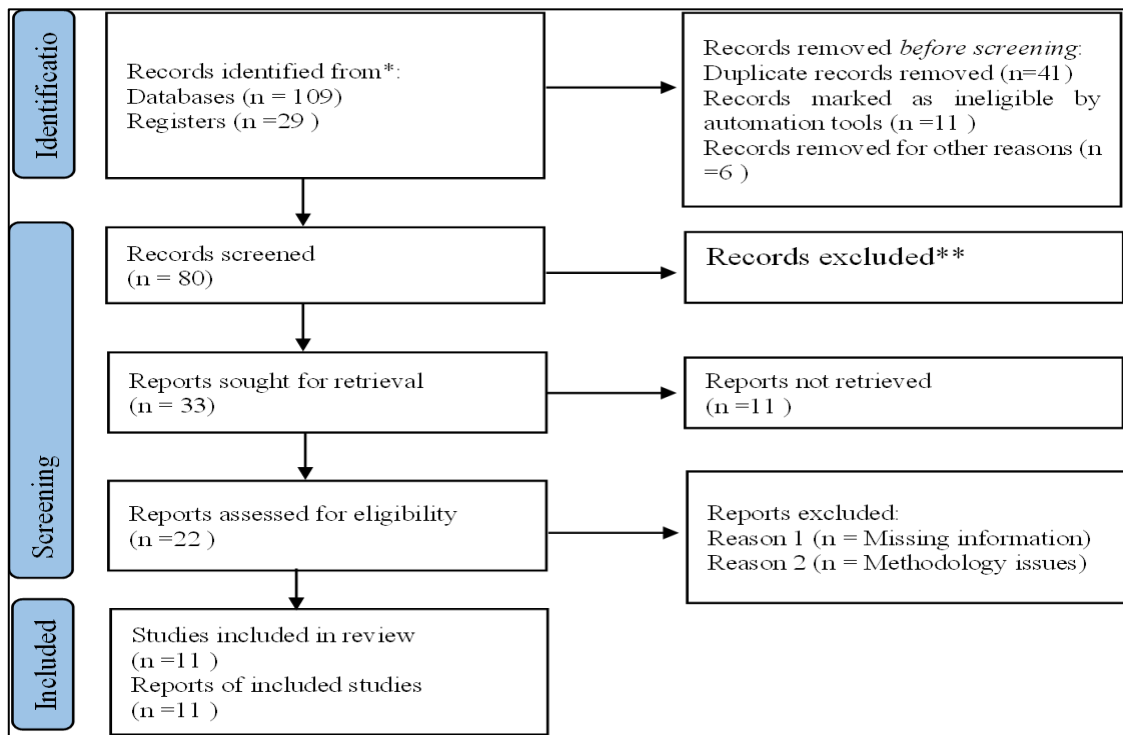 Identificatio
Records identified from*:
Databases (n = 109)
Registers (n =29 )
Records removed before screening:
Duplicate records removed (n=41)
Records marked as ineligible by
automation tools (n =11 )
Records removed for other reasons (n
=6 )
Screening
Records screened
(n = 80)
Records excluded**
Reports sought for retrieval
(n = 33)
Reports not retrieved
(n =11 )
Reports assessed for eligibility
(n =22 )
Reports excluded:
Reason 1 (n = Missing information)
Reason 2 (n = Methodology issues)
Included
Studies included in review
(n =11 )
Reports of included studies
(n =11 )